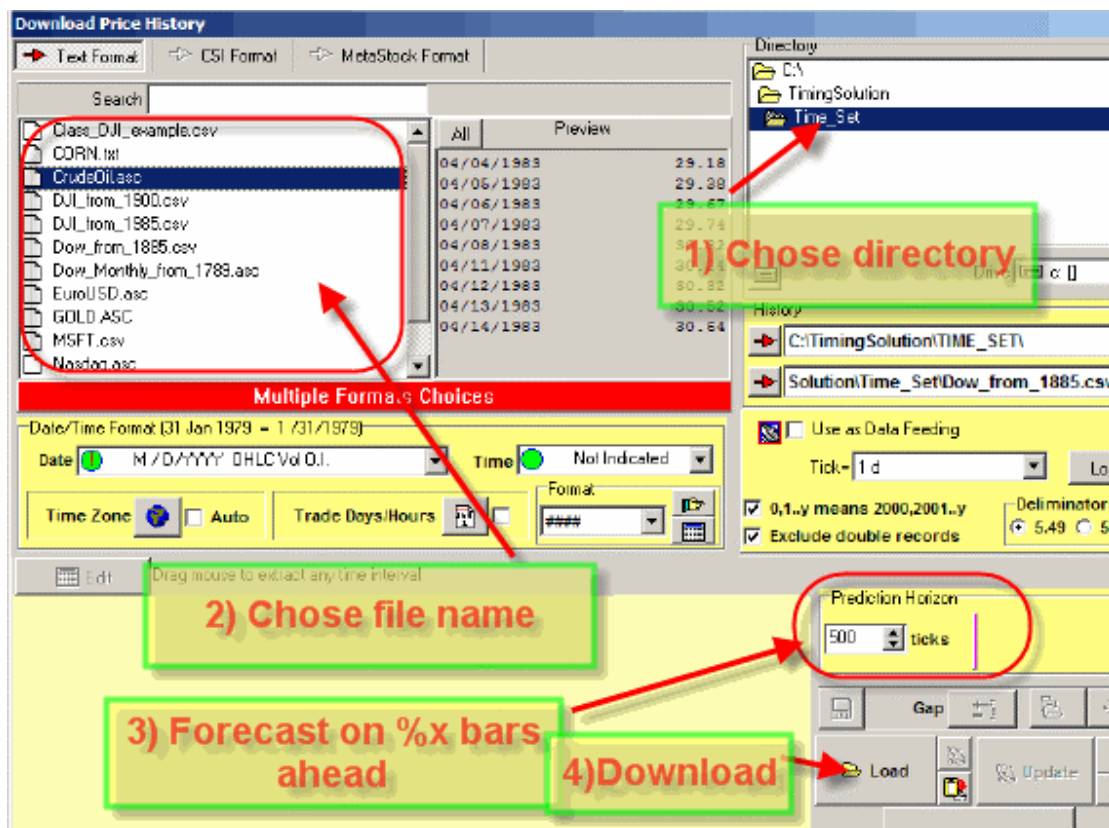 Download Price History
Text Format
CSI Format
MetaStock Format
Search
Class_DJI_example.csv
CORN.txt
CrudeOil.asc
DJI_from_1900.csv
DJI_from_1985.csv
Dow_from_1885.csv
Dow_Monthly_from_1789.asc
EuroUSD.asc
GOLD.ASC
MSFT.csv
Nasdaq.asc
All
Preview
04/04/1983 29.18
04/05/1983 29.38
04/06/1983
04/07/1983 29.74
04/08/1983
04/11/1983
04/12/1983
04/13/1983
04/14/1983 30.64
Directory
C:\
TimingSolution
Time_Set
1) Chose directory
c: []
History
C:\TimingSolution\TIME_SET\
Solution\Time_Set\Dow_from_1885.csv
Multiple Formats Choices
Date/Time Format (31 Jan 1979 = 1 /31/1979)
Date
M / D /YYYY OHLC Vol O.I.
Time
Not Indicated
Time Zone
Auto
Trade Days/Hours
Format
####
Use as Data Feeding
Tick=
1 d
Lo
0,1..y means 2000,2001..y
Exclude double records
Deliminator
5.49
5
Edit
Drag mouse to extract any time interval
2) Chose file name
Prediction Horizon
500
ticks
3) Forecast on %x bars
ahead
4)Download
Gap
Load
Update